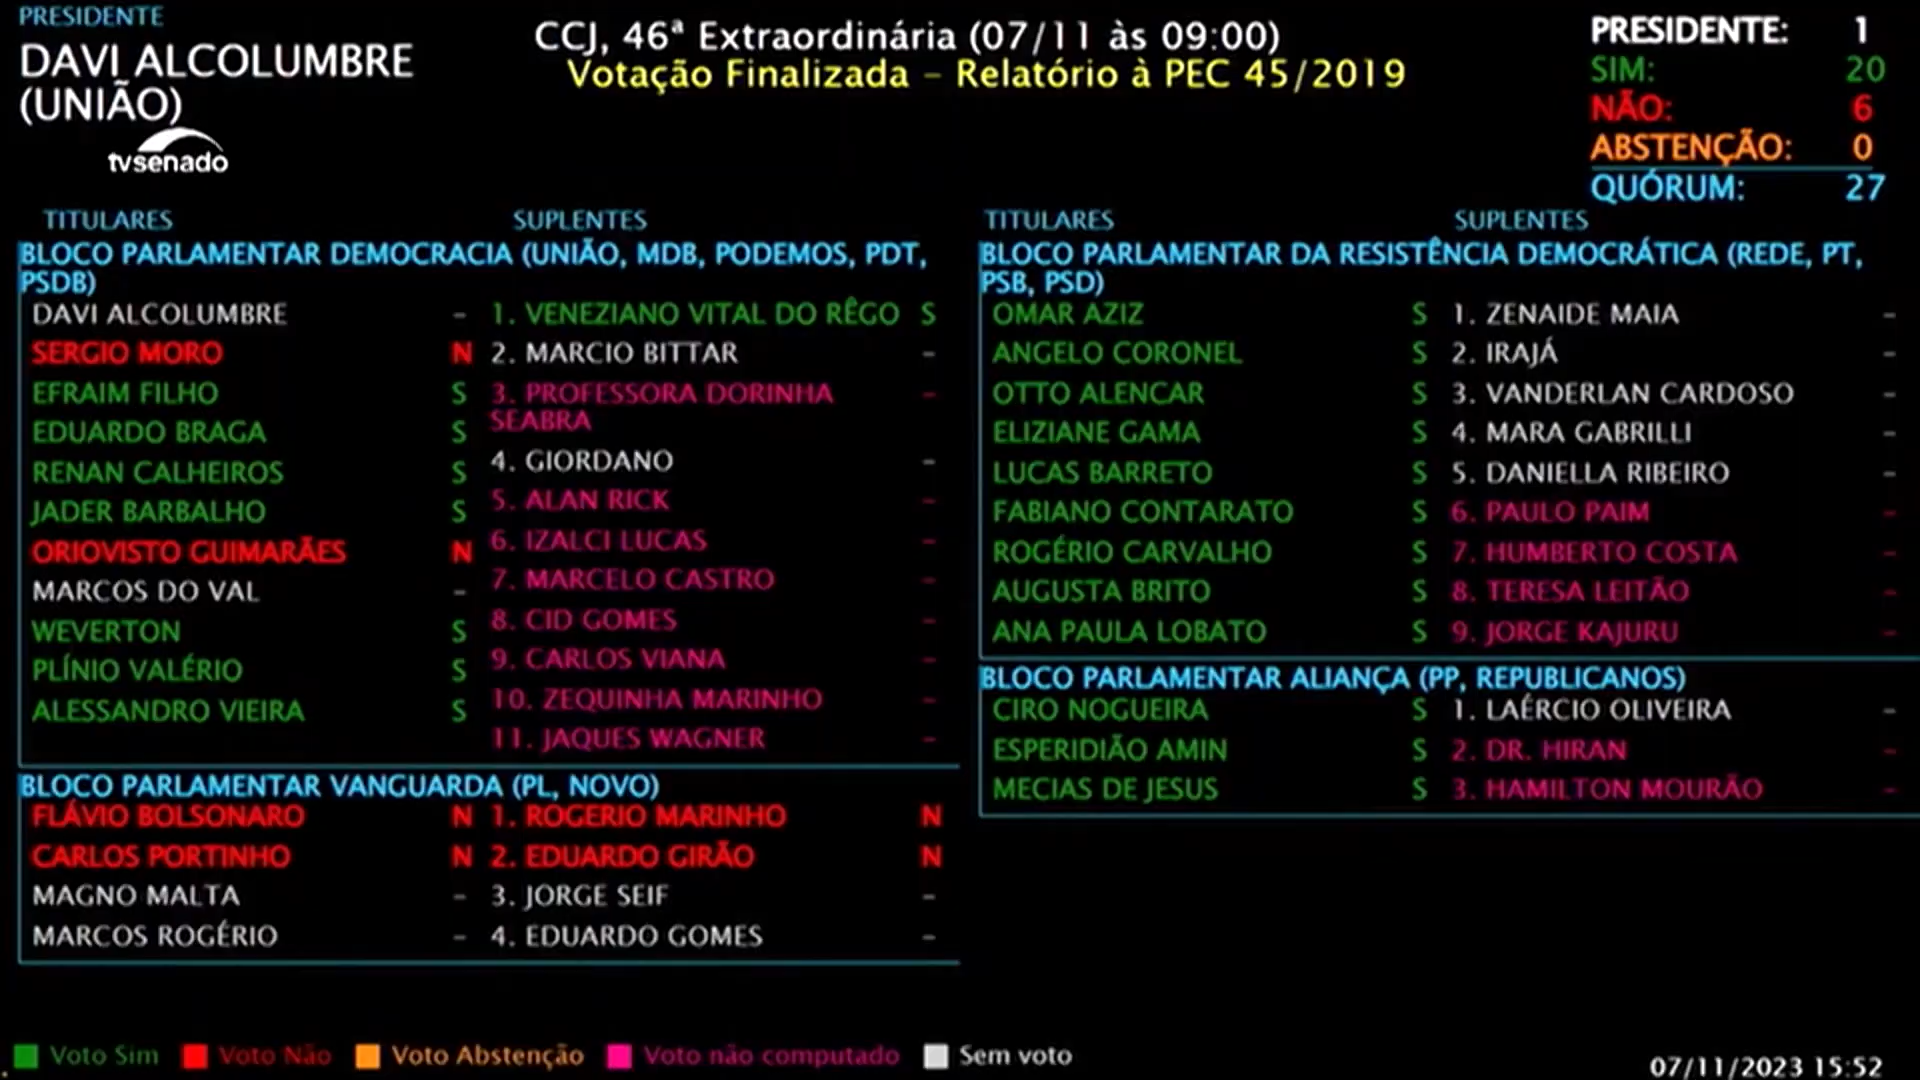 PRESIDENTE
DAVI ALCOLUMBRE
(UNIÃO)
tvsenado
CCJ, 46ª Extraordinária (07/11 às 09:00)
Votação Finalizada - Relatório à PEC 45/2019
PRESIDENTE: 1
SIM: 20
NÃO: 6
ABSTENÇÃO: 0
QUÓRUM: 27
TITULARES SUPLENTES
BLOCO PARLAMENTAR DEMOCRACIA (UNIÃO, MDB, PODEMOS, PDT,
PSDB)
DAVI ALCOLUMBRE - 1. VENEZIANO VITAL DO RÊGO S
SERGIO MORO N 2. MARCIO BITTAR -
EFRAIM FILHO S 3. PROFESSORA DORINHA -
SEABRA
EDUARDO BRAGA S
RENAN CALHEIROS S 4. GIORDANO -
JADER BARBALHO S 5. ALAN RICK -
ORIOVISTO GUIMARÃES N 6. IZALCI LUCAS -
MARCOS DO VAL - 7. MARCELO CASTRO -
WEVERTON S 8. CID GOMES -
PLÍNIO VALÉRIO S 9. CARLOS VIANA -
ALESSANDRO VIEIRA S 10. ZEQUINHA MARINHO -
11. JAQUES WAGNER -
BLOCO PARLAMENTAR VANGUARDA (PL, NOVO)
FLÁVIO BOLSONARO N 1. ROGERIO MARINHO N
CARLOS PORTINHO N 2. EDUARDO GIRÃO N
MAGNO MALTA - 3. JORGE SEIF -
MARCOS ROGÉRIO - 4. EDUARDO GOMES -
TITULARES SUPLENTES
BLOCO PARLAMENTAR DA RESISTÊNCIA DEMOCRÁTICA (REDE, PT,
PSB, PSD)
OMAR AZIZ S 1. ZENAIDE MAIA -
ANGELO CORONEL S 2. IRAJÁ -
OTTO ALENCAR S 3. VANDERLAN CARDOSO -
ELIZIANE GAMA S 4. MARA GABRILLI -
LUCAS BARRETO S 5. DANIELLA RIBEIRO -
FABIANO CONTARATO S 6. PAULO PAIM -
ROGÉRIO CARVALHO S 7. HUMBERTO COSTA -
AUGUSTA BRITO S 8. TERESA LEITÃO -
ANA PAULA LOBATO S 9. JORGE KAJURU -
BLOCO PARLAMENTAR ALIANÇA (PP, REPUBLICANOS)
CIRO NOGUEIRA S 1. LAÉRCIO OLIVEIRA -
ESPERIDIÃO AMIN S 2. DR. HIRAN -
MECIAS DE JESUS S 3. HAMILTON MOURÃO -
Voto Sim Voto Não Voto Abstenção Voto não computado Sem voto
07/11/2023 15:52